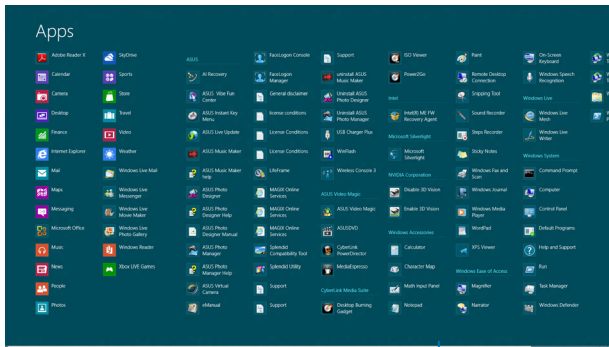 Apps
Adobe Reader X
Calendar
Camera
Desktop
Finance
Internet Explorer
Mail
Maps
Messaging
Microsoft Office
Music
News
People
Photos
SkyDrive
Sports
Store
Travel
Video
Weather
Windows Live Mail
Windows Live
Messenger
Windows Live
Movie Maker
Windows Live
Photo Gallery
Windows Reader
Xbox LIVE Games
ASUS
AI Recovery
ASUS Vibe Fun
Center
ASUS Instant Key
Menu
ASUS Live Update
ASUS Music Maker
ASUS Music Maker
help
ASUS Photo
Designer
ASUS Photo
Designer Help
ASUS Photo
Designer Manual
ASUS Photo
Manager
ASUS Photo
Manager Help
ASUS Virtual
Camera
eManual
FaceLogon Console
FaceLogon
Manager
General disclaimer
license conditions
License Conditions
License Conditions
LifeFrame
MAGIX Online
Services
MAGIX Online
Services
MAGIX Online
Services
Splendid
Compatibility Tool
Splendid Utility
Support
Support
Support
uninstall ASUS
Music Maker
Uninstall ASUS
Photo Designer
Uninstall ASUS
Photo Manager
USB Charger Plus
WinFlash
Wireless Console 3
ASUS Video Magic
ASUS Video Magic
ASUSDVD
CyberLink
PowerDirector
MediaEspresso
CyberLink Media Suite
Desktop Burning
Gadget
ISO Viewer
Power2Go
Intel
Intel(R) ME FW
Recovery Agent
Microsoft Silverlight
Microsoft
Silverlight
NVIDIA Corporation
Disable 3D Vision
Enable 3D Vision
Windows Accessories
Calculator
Character Map
Math Input Panel
Notepad
Paint
Remote Desktop
Connection
Snipping Tool
Sound Recorder
Steps Recorder
Sticky Notes
Windows Fax and
Scan
Windows Journal
Windows Media
Player
WordPad
XPS Viewer
Windows Ease of Access
Magnifier
Narrator
On-Screen
Keyboard
Windows Speech
Recognition
Windows Live
Windows Live
Mesh
Windows Live
Writer
Windows System
Command Prompt
Computer
Control Panel
Default Programs
Help and Support
Run
Task Manager
Windows Defender